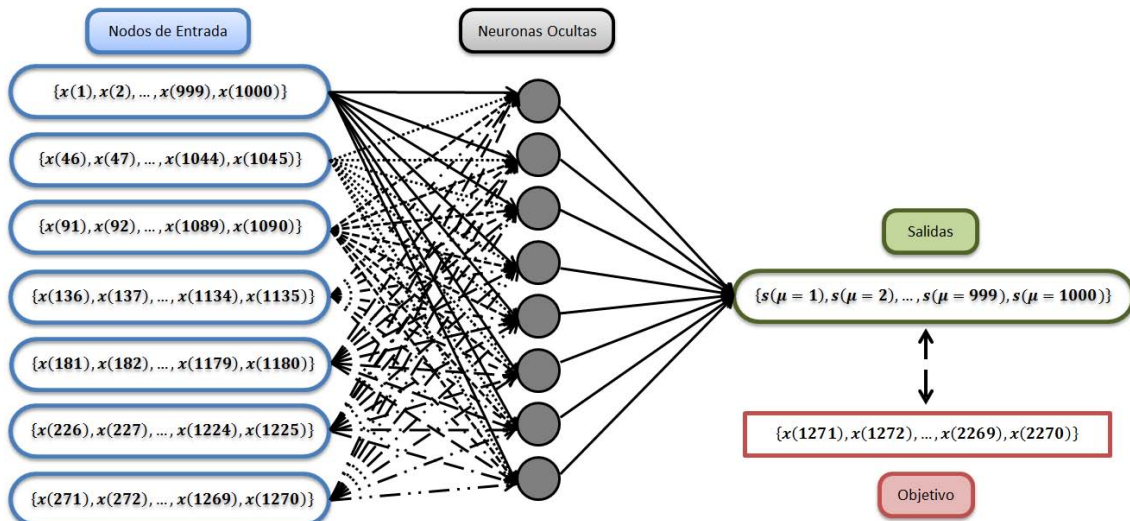 Nodos de Entrada
Neuronas Ocultas
{x(1), x(2), ... , x(999), x(1000)}
{x(46), x(47), ... , x(1044), x(1045)}
{x(91), x(92), ... , x(1089), x(1090)}
{x(136), x(137), ... , x(1134), x(1135)}
{x(181), x(182), ... , x(1179), x(1180)}
{x(226), x(227), ... , x(1224), x(1225)}
{x(271), x(272), ... , x(1269), x(1270)}
Salidas
{s(μ = 1), s(μ = 2), ... , s(μ = 999), s(μ = 1000)}
{x(1271), x(1272), ... , x(2269), x(2270)}
Objetivo